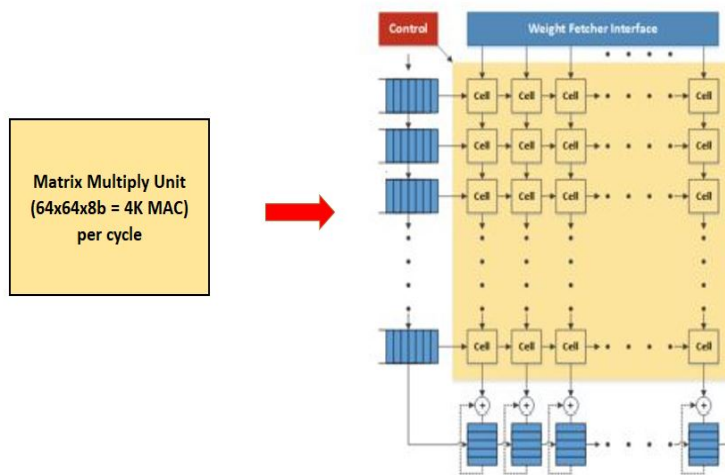 Control
Weight Fetcher Interface
Cell Cell Cell Cell
Matrix Multiply Unit
(64x64x8b = 4K MAC)
per cycle
Cell Cell Cell Cell
Cell Cell Cell Cell
Cell Cell Cell Cell
+ + + +